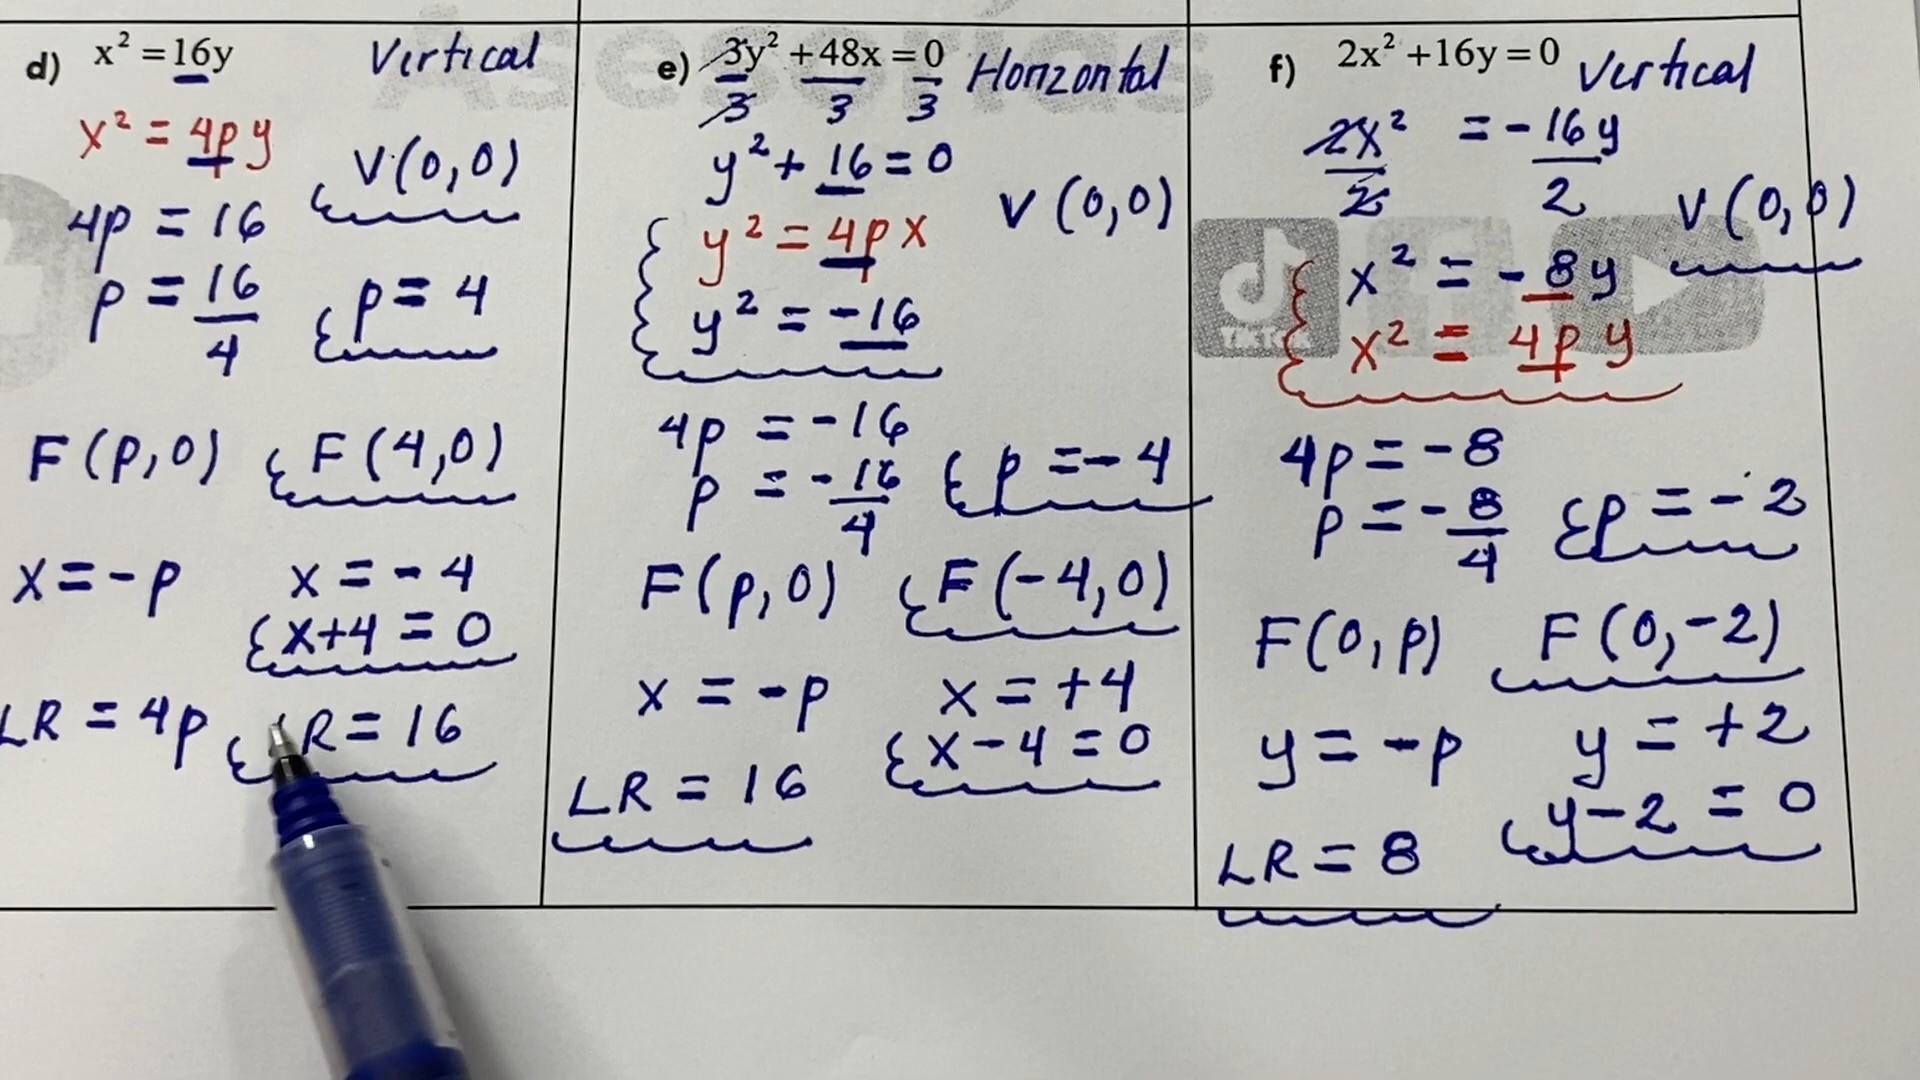 Asesorías
d) x² = 16y Vertical
x² = 4py
V(0,0)
4p = 16
p = 16/4
p = 4
F(p,0) F(4,0)
x = -p x = -4
x+4 = 0
LR = 4p LR = 16
e) 3y² + 48x = 0 Horizontal
3 3 3
y² + 16 = 0
V(0,0)
y² = 4px
y² = -16
4p = -16
p = -16/4
p = -4
F(p,0) F(-4,0)
x = -p x = +4
x - 4 = 0
LR = 16
f) 2x² + 16y = 0 Vertical
2x²/2 = -16y/2
V(0,0)
x² = -8y
x² = 4py
TikTok
4p = -8
p = -8/4
p = -2
F(0,p) F(0,-2)
y = -p y = +2
y - 2 = 0
LR = 8